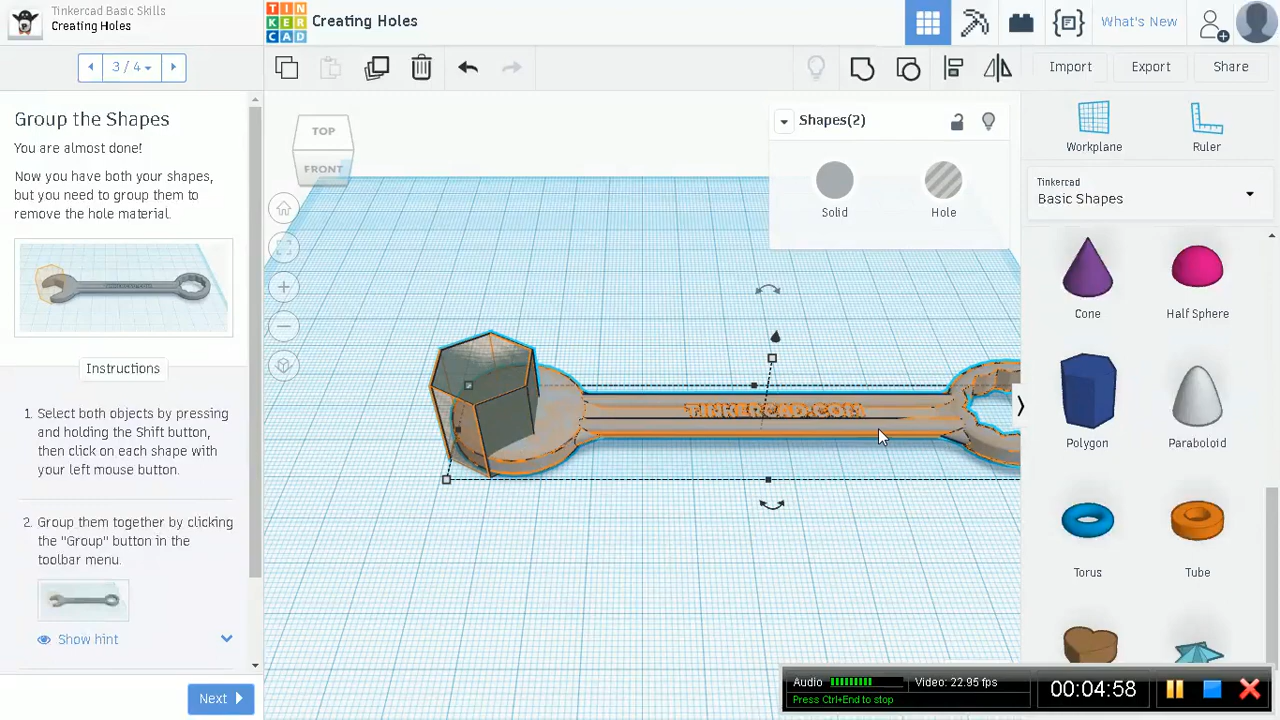 Tinkercad Basic Skills
Creating Holes
TIN
KER
CAD
Creating Holes
What's New
3 / 4
Import
Export
Share
Group the Shapes
You are almost done!
Now you have both your shapes,
but you need to group them to
remove the hole material.
Instructions
1. Select both objects by pressing
and holding the Shift button,
then click on each shape with
your left mouse button.
2. Group them together by clicking
the "Group" button in the
toolbar menu.
Show hint
Next
TOP
FRONT
Shapes(2)
Solid
Hole
TINKERCAD.COM
Workplane
Ruler
Tinkercad
Basic Shapes
Cone
Half Sphere
Polygon
Paraboloid
Torus
Tube
Audio
Video: 22.95 fps
Press Ctrl+End to stop
00:04:58